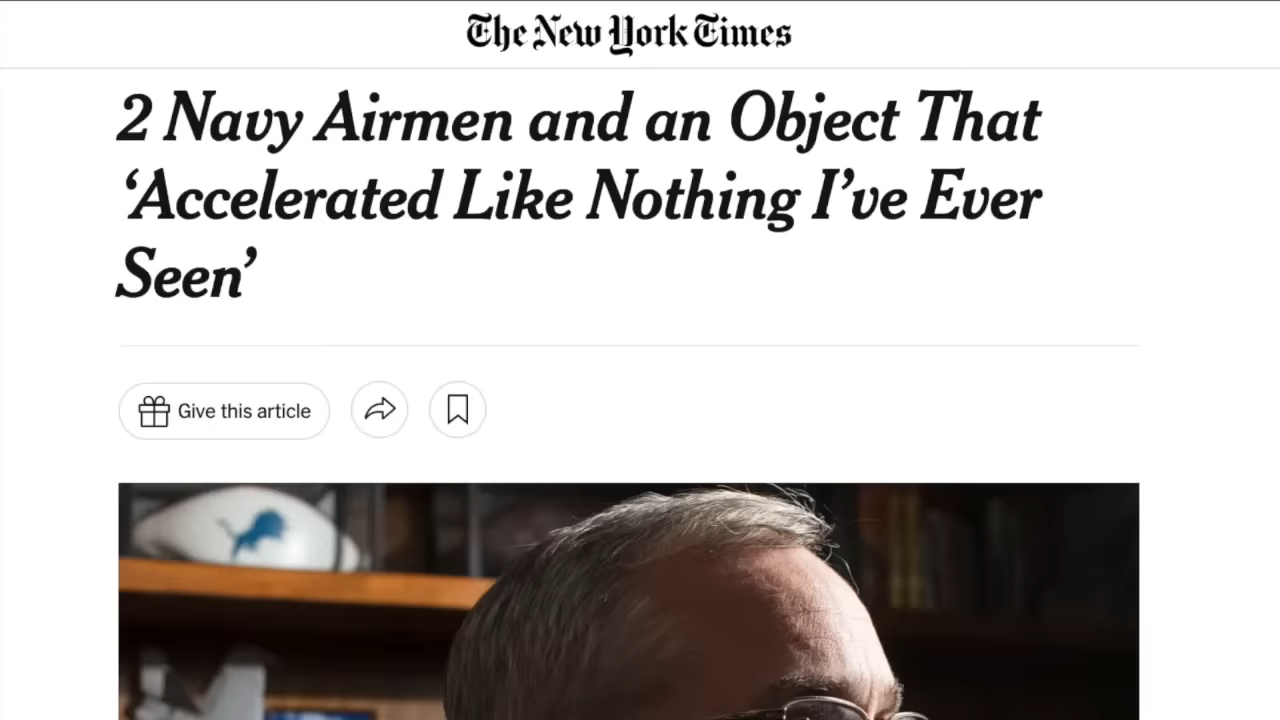 The New York Times
2 Navy Airmen and an Object That
‘Accelerated Like Nothing I’ve Ever
Seen’
Give this article